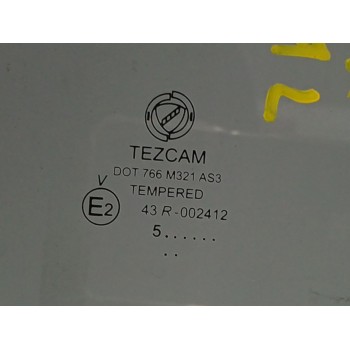 TEZCAM
DOT 766 M321 AS3
TEMPERED
V
E2
43 R-002412
5......
..